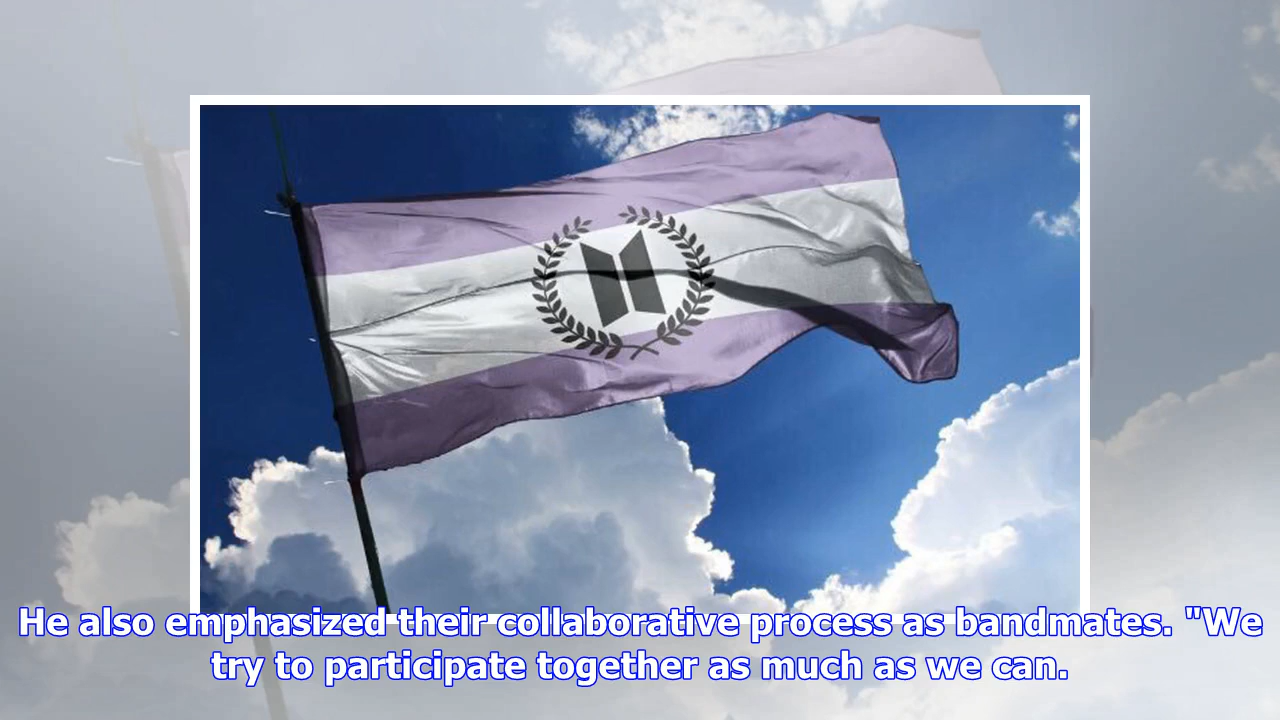 He also emphasized their collaborative process as bandmates. "We
try to participate together as much as we can.